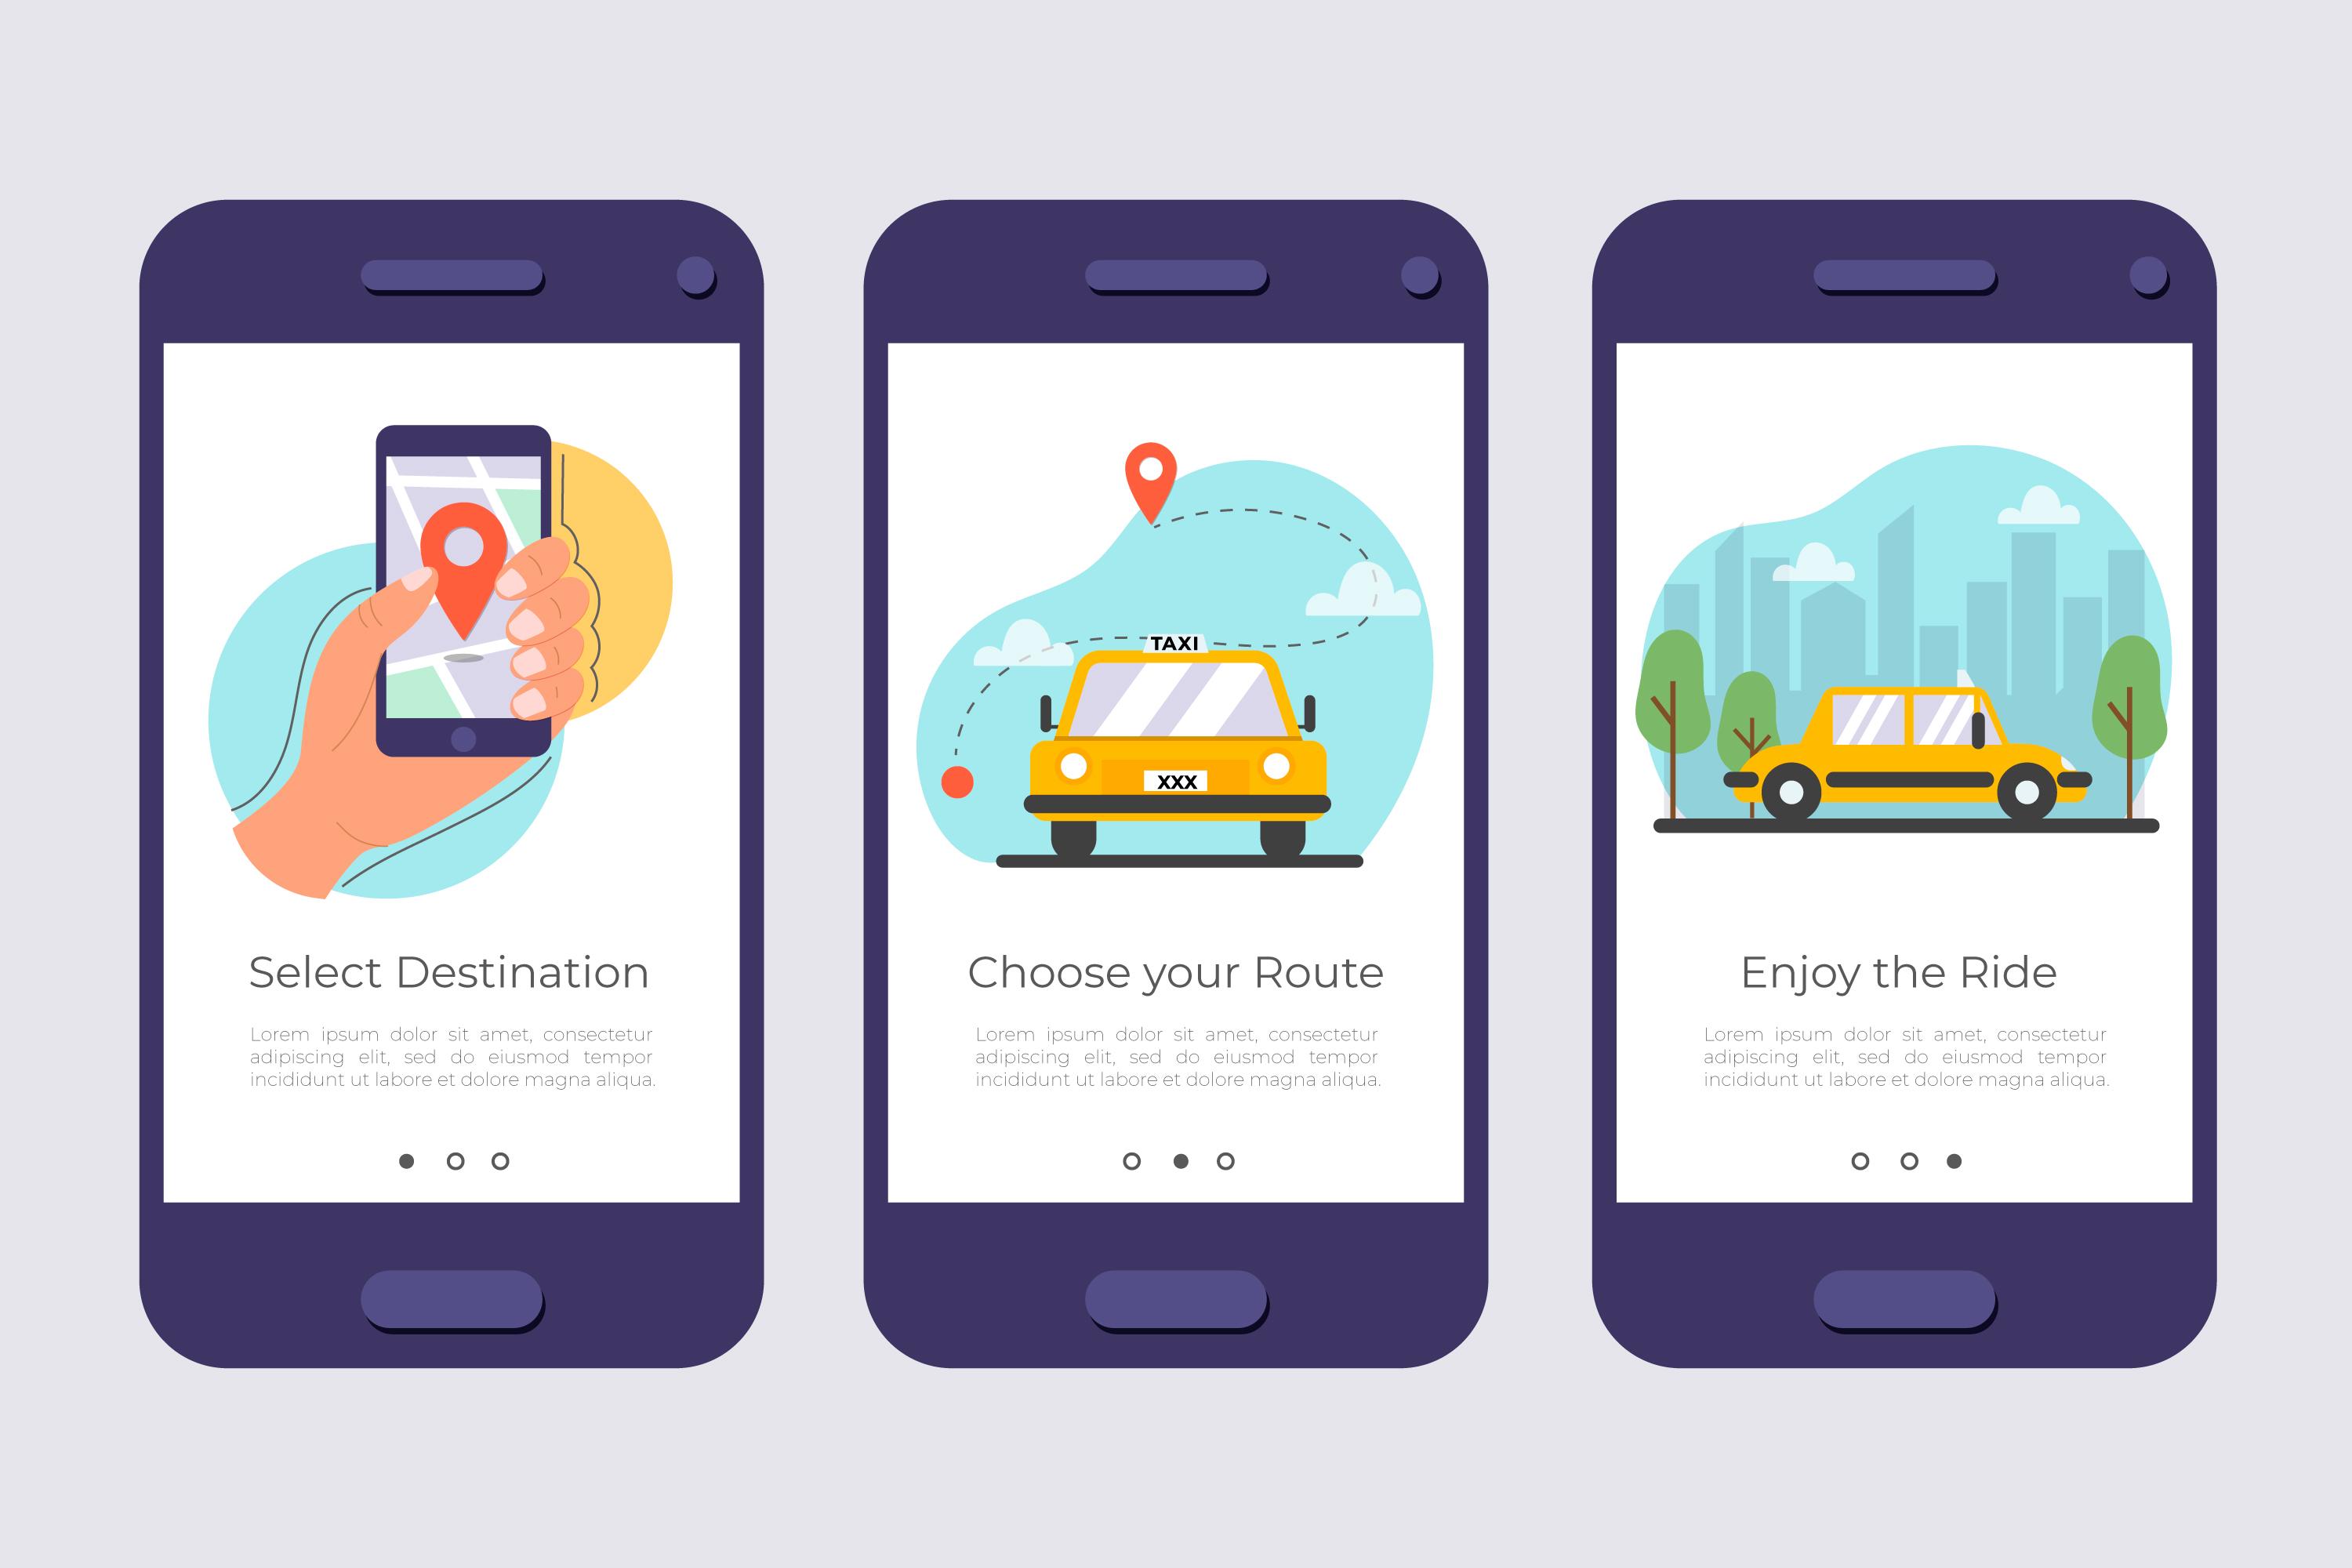 Select Destination
Lorem ipsum dolor sit amet, consectetur
adipiscing elit, sed do eiusmod tempor
incididunt ut labore et dolore magna aliqua.
TAXI
XXX
Choose your Route
Lorem ipsum dolor sit amet, consectetur
adipiscing elit, sed do eiusmod tempor
incididunt ut labore et dolore magna aliqua.
Enjoy the Ride
Lorem ipsum dolor sit amet, consectetur
adipiscing elit, sed do eiusmod tempor
incididunt ut labore et dolore magna aliqua.